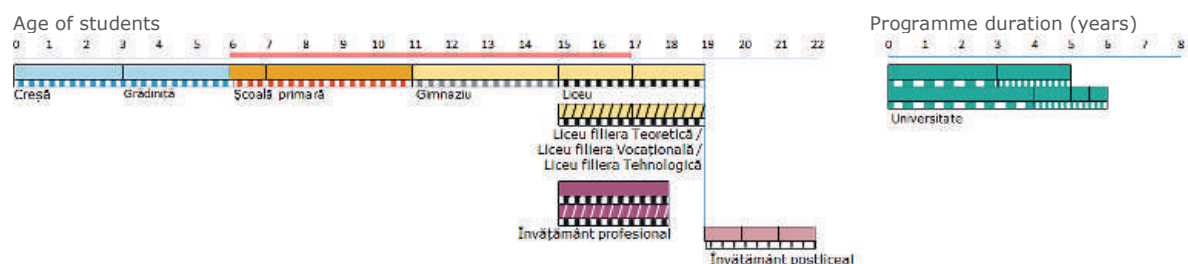 Age of students
Programme duration (years)
0 1 2 3 4 5 6 7 8 9 10 11 12 13 14 15 16 17 18 19 20 21 22
0 1 2 3 4 5 6 7 8
Creșă
Grădiniță
Școală primară
Gimnaziu
Liceu
Universitate
Liceu filiera Teoretică /
Liceu filiera Vocațională /
Liceu filiera Tehnologică
Învățământ profesional
Învățământ postliceal